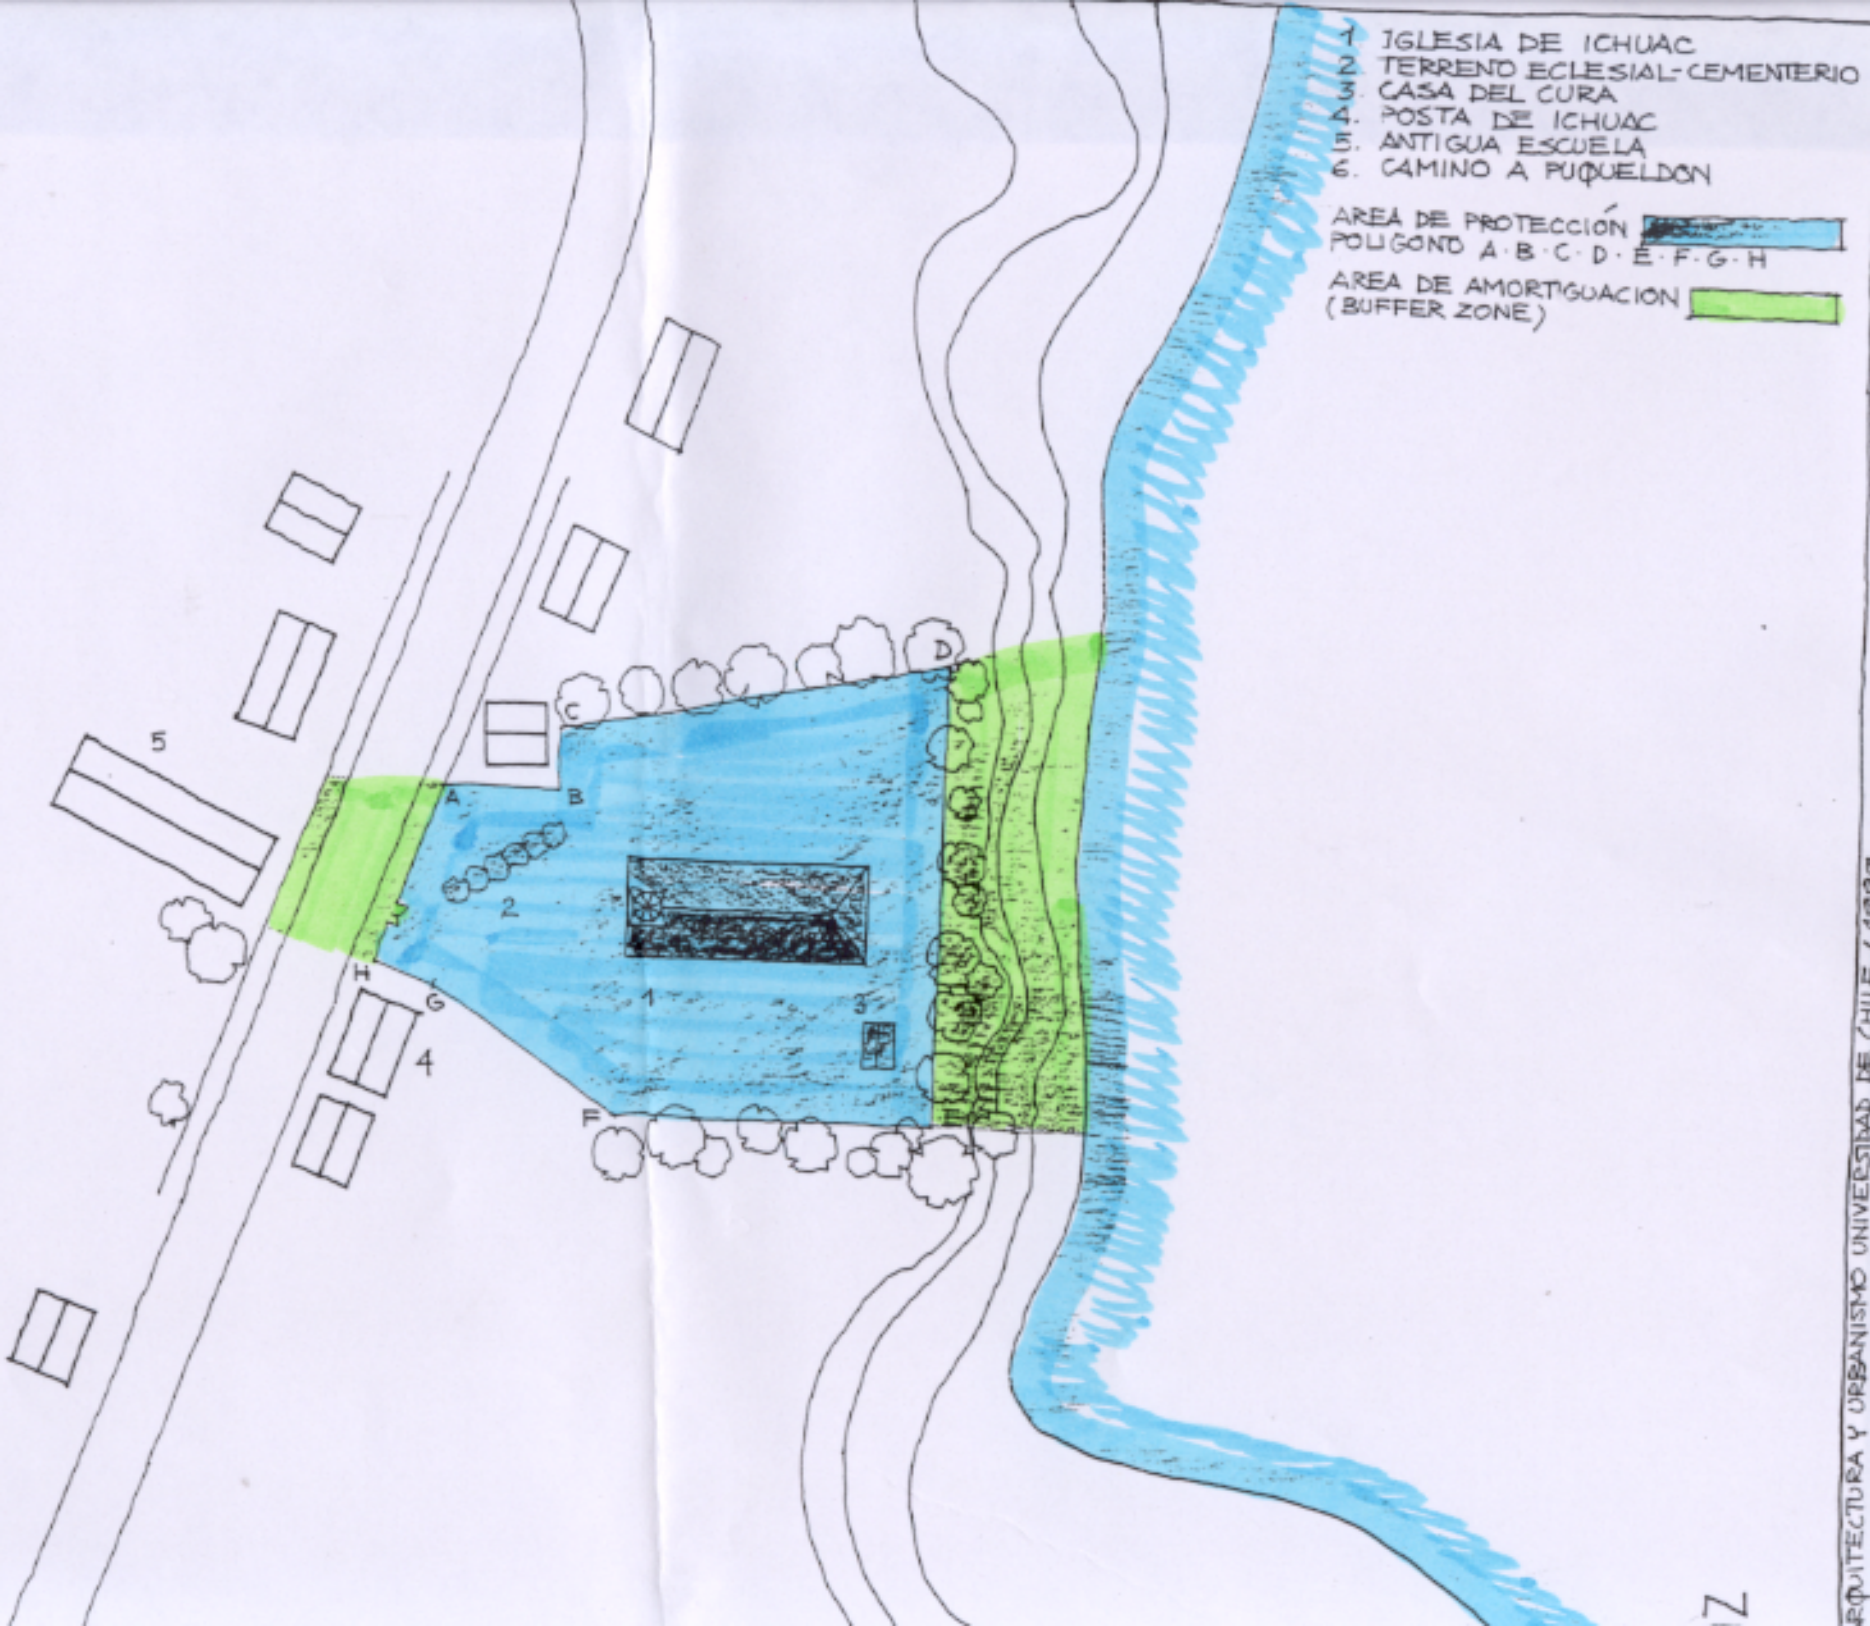 1 IGLESIA DE ICHUAC
2 TERRENO ECLESIAL-CEMENTERIO
3. CASA DEL CURA
4. POSTA DE ICHUAC
5. ANTIGUA ESCUELA
6. CAMINO A PUQUELDON
AREA DE PROTECCIÓN
POLIGONO A·B·C·D·E·F·G·H
AREA DE AMORTIGUACION
(BUFFER ZONE)
D
C
5
A
B
2
H
G
1
3
4
F
RQUITECTURA Y URBANISMO UNIVERSIDAD DE CHILE
N